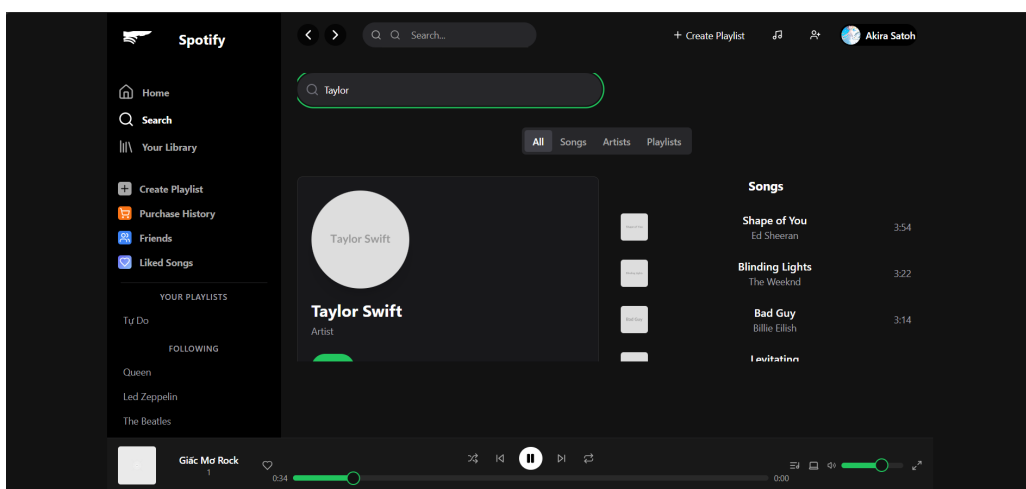 Spotify
Search...
+ Create Playlist
Akira Satoh
Home
Search
Your Library
Create Playlist
Purchase History
Friends
Liked Songs
YOUR PLAYLISTS
Tự Do
FOLLOWING
Queen
Led Zeppelin
The Beatles
Taylor
All Songs Artists Playlists
Taylor Swift
Taylor Swift
Artist
Songs
Shape of You
Ed Sheeran
3:54
Blinding Lights
The Weeknd
3:22
Bad Guy
Bad Guy
Billie Eilish
3:14
Levitating
Giấc Mơ Rock
1
0:34
0:00